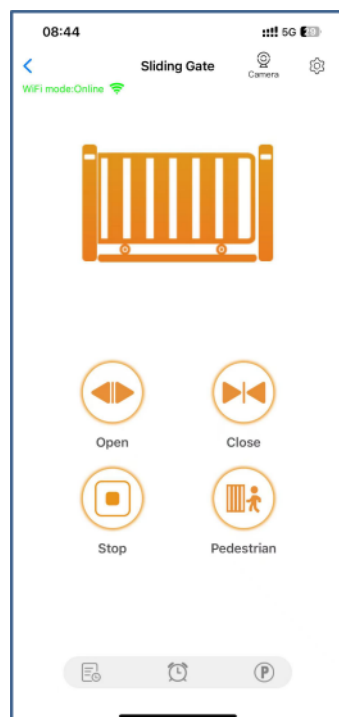 08:44
5G
Sliding Gate
Camera
WiFi mode:Online
Open
Close
Stop
Pedestrian
P